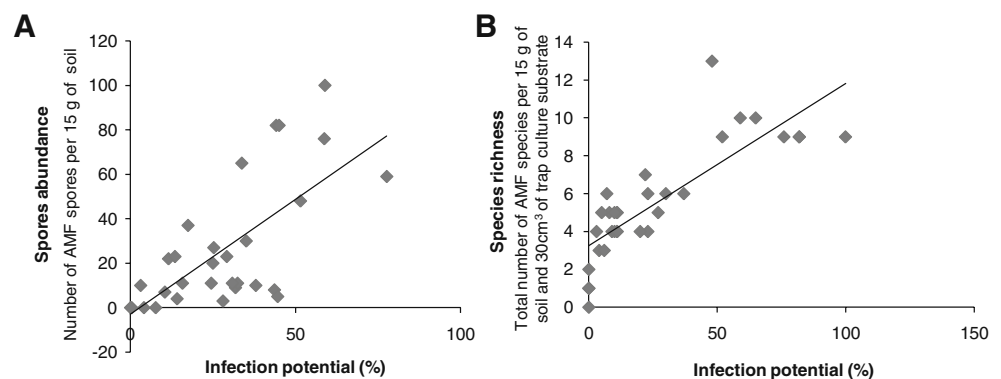 A
Spores abundance
Number of AMF spores per 15 g of soil
120
100
80
60
40
20
0
-20
0
50
100
Infection potential (%)
B
Species richness
Total number of AMF species per 15 g of
soil and 30cm³ of trap culture substrate
14
12
10
8
6
4
2
0
0
50
100
150
Infection potential (%)